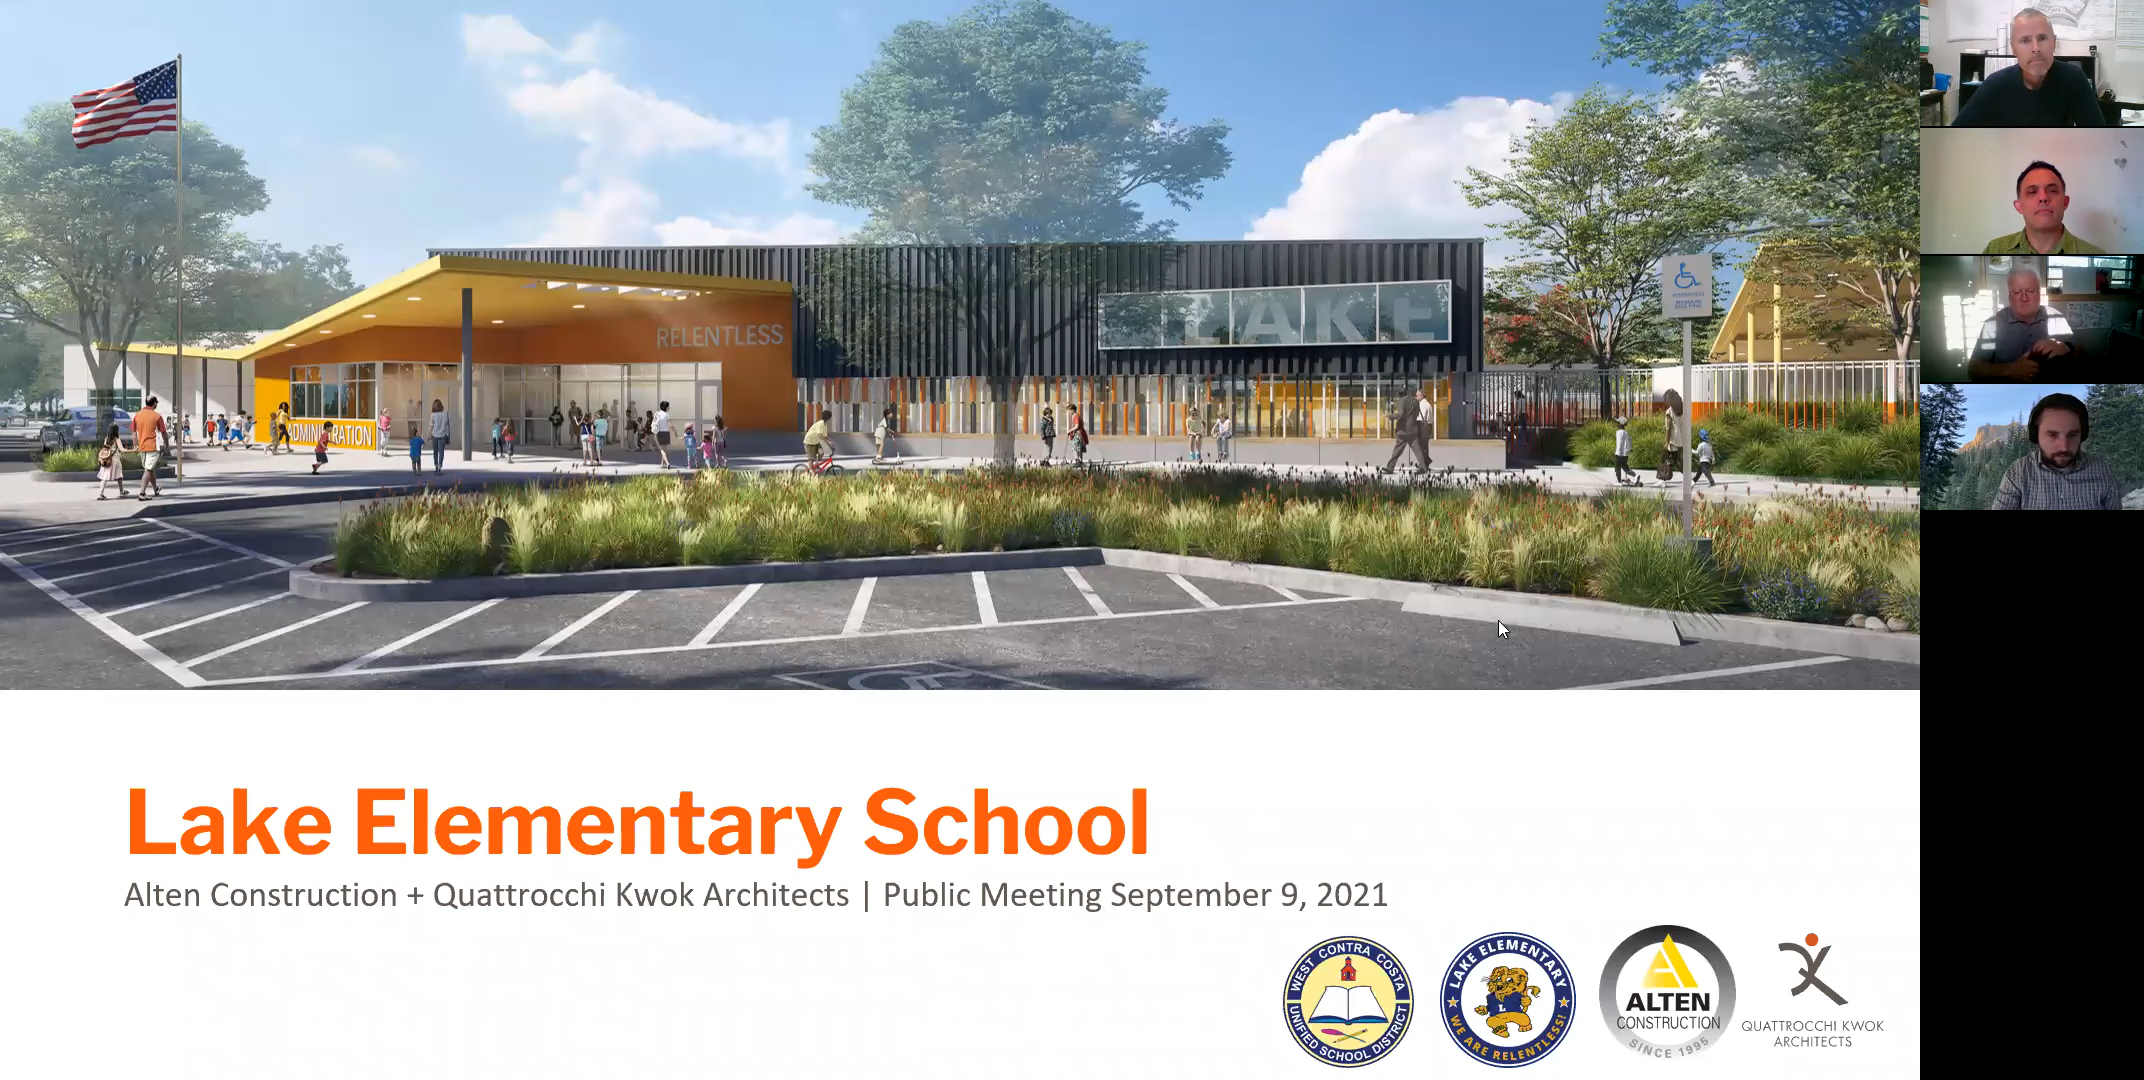 RELENTLESS
LAKE
ADMINISTRATION
Lake Elementary School
Alten Construction + Quattrocchi Kwok Architects | Public Meeting September 9, 2021
WEST CONTRA COSTA
UNIFIED SCHOOL DISTRICT
LAKE ELEMENTARY
L
WE ARE RELENTLESS!
ALTEN
CONSTRUCTION
SINCE 1995
QUATTROCCHI KWOK
ARCHITECTS